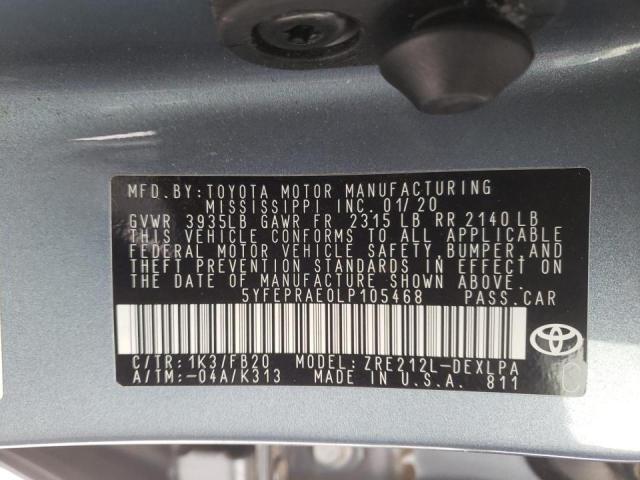 MFD. BY: TOYOTA MOTOR MANUFACTURING
MISSISSIPPI INC. 01/20
GVWR 3935LB GAWR FR 2315 LB RR 2140 LB
THIS VEHICLE CONFORMS TO ALL APPLICABLE
FEDERAL MOTOR VEHICLE SAFETY, BUMPER, AND
THEFT PREVENTION STANDARDS IN EFFECT ON
THE DATE OF MANUFACTURE SHOWN ABOVE.
5YFEPRAE0LP105468 PASS. CAR
C/TR: 1K3/FB20 MODEL: ZRE212L-DEXLPA
A/TM: -04A/K313 MADE IN U.S.A. 811